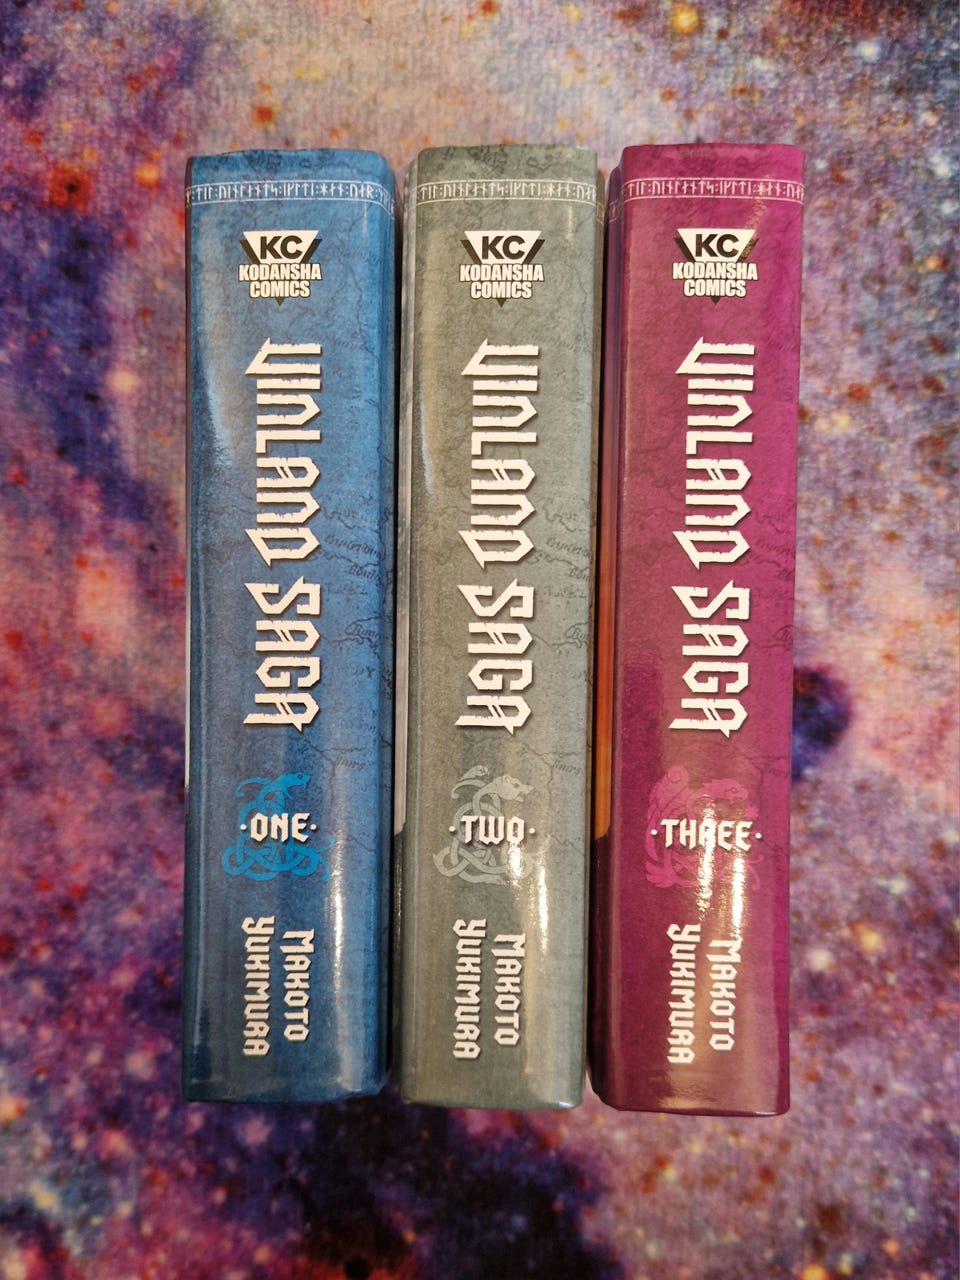 KC
KODANSHA
COMICS
VINLAND SAGA
·ONE·
MAKOTO
YUKIMURA
KC
KODANSHA
COMICS
VINLAND SAGA
·TWO·
MAKOTO
YUKIMURA
KC
KODANSHA
COMICS
VINLAND SAGA
·THREE·
MAKOTO
YUKIMURA